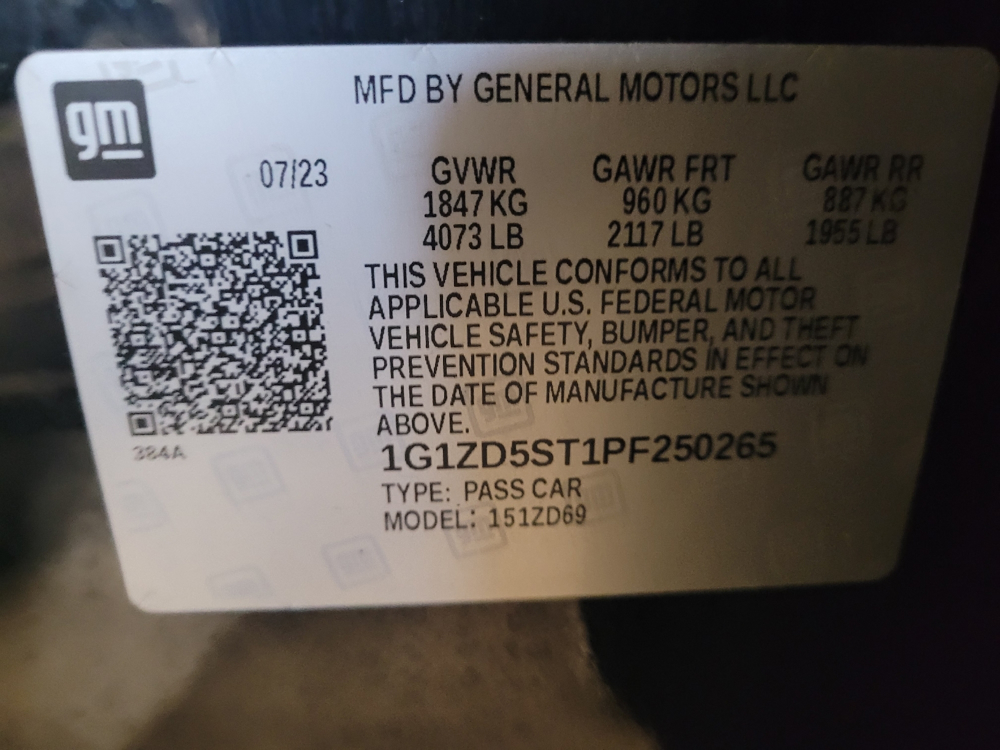 gm
MFD BY GENERAL MOTORS LLC
07/23
GVWR GAWR FRT GAWR RR
1847 KG 960 KG 887 KG
4073 LB 2117 LB 1955 LB
THIS VEHICLE CONFORMS TO ALL
APPLICABLE U.S. FEDERAL MOTOR
VEHICLE SAFETY, BUMPER, AND THEFT
PREVENTION STANDARDS IN EFFECT ON
THE DATE OF MANUFACTURE SHOWN
ABOVE.
384A
1G1ZD5ST1PF250265
TYPE: PASS CAR
MODEL: 151ZD69